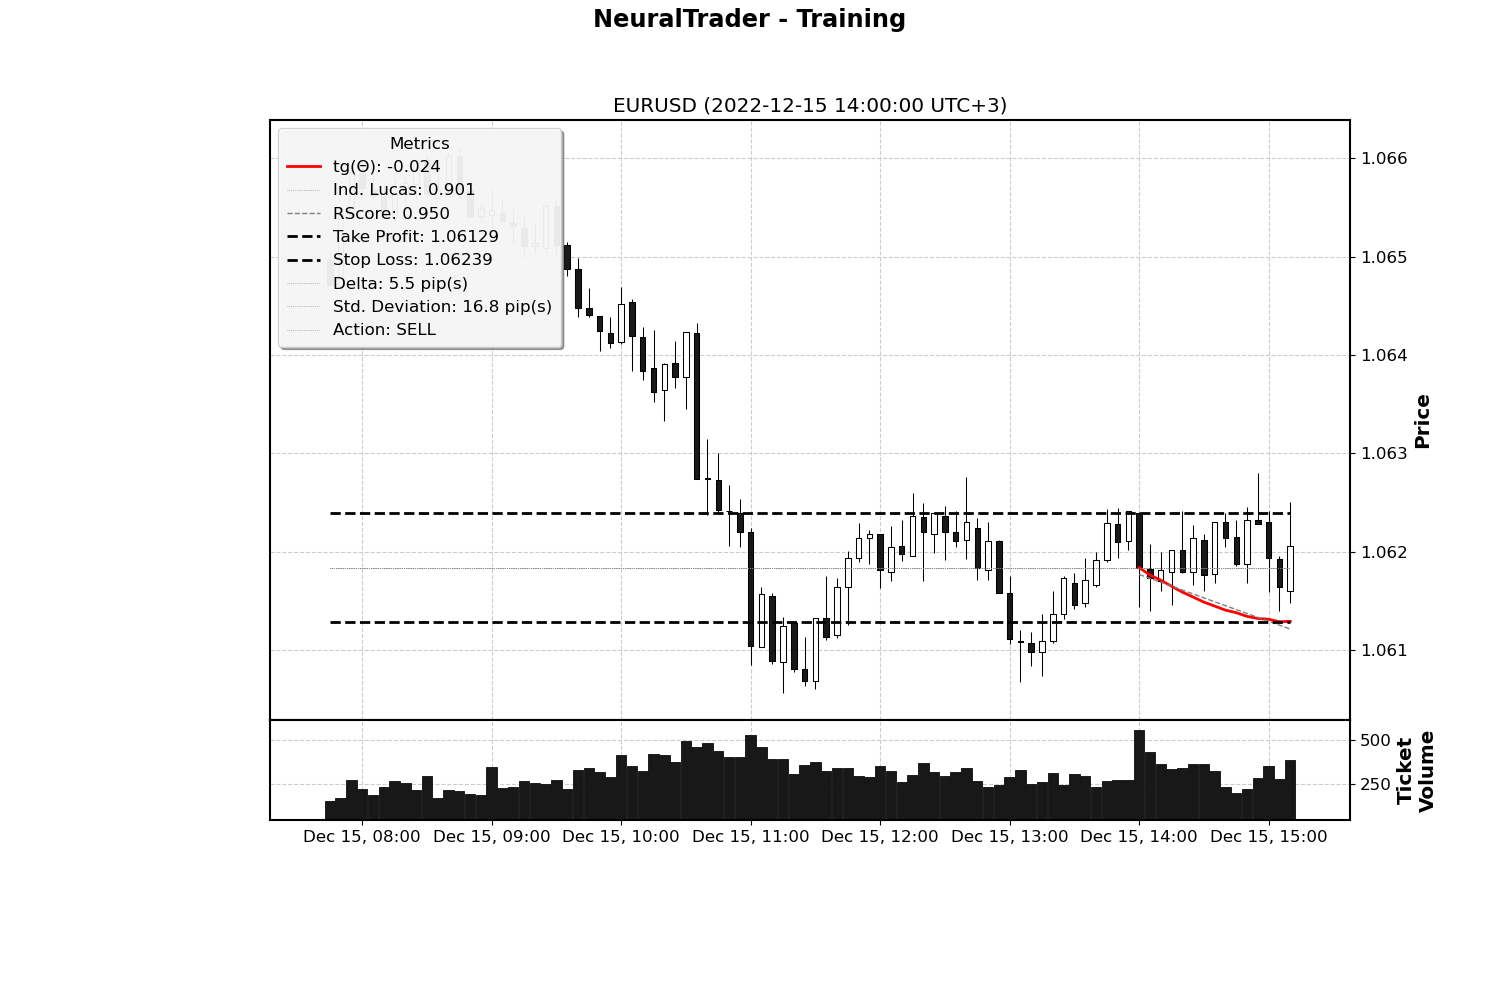 NeuralTrader - Training
EURUSD (2022-12-15 14:00:00 UTC+3)
Metrics
tg(Θ): -0.024
Ind. Lucas: 0.901
RScore: 0.950
Take Profit: 1.06129
Stop Loss: 1.06239
Delta: 5.5 pip(s)
Std. Deviation: 16.8 pip(s)
Action: SELL
1.066
1.065
1.064
1.063
1.062
1.061
Price
500
250
Ticket
Volume
Dec 15, 08:00 Dec 15, 09:00 Dec 15, 10:00 Dec 15, 11:00 Dec 15, 12:00 Dec 15, 13:00 Dec 15, 14:00 Dec 15, 15:00